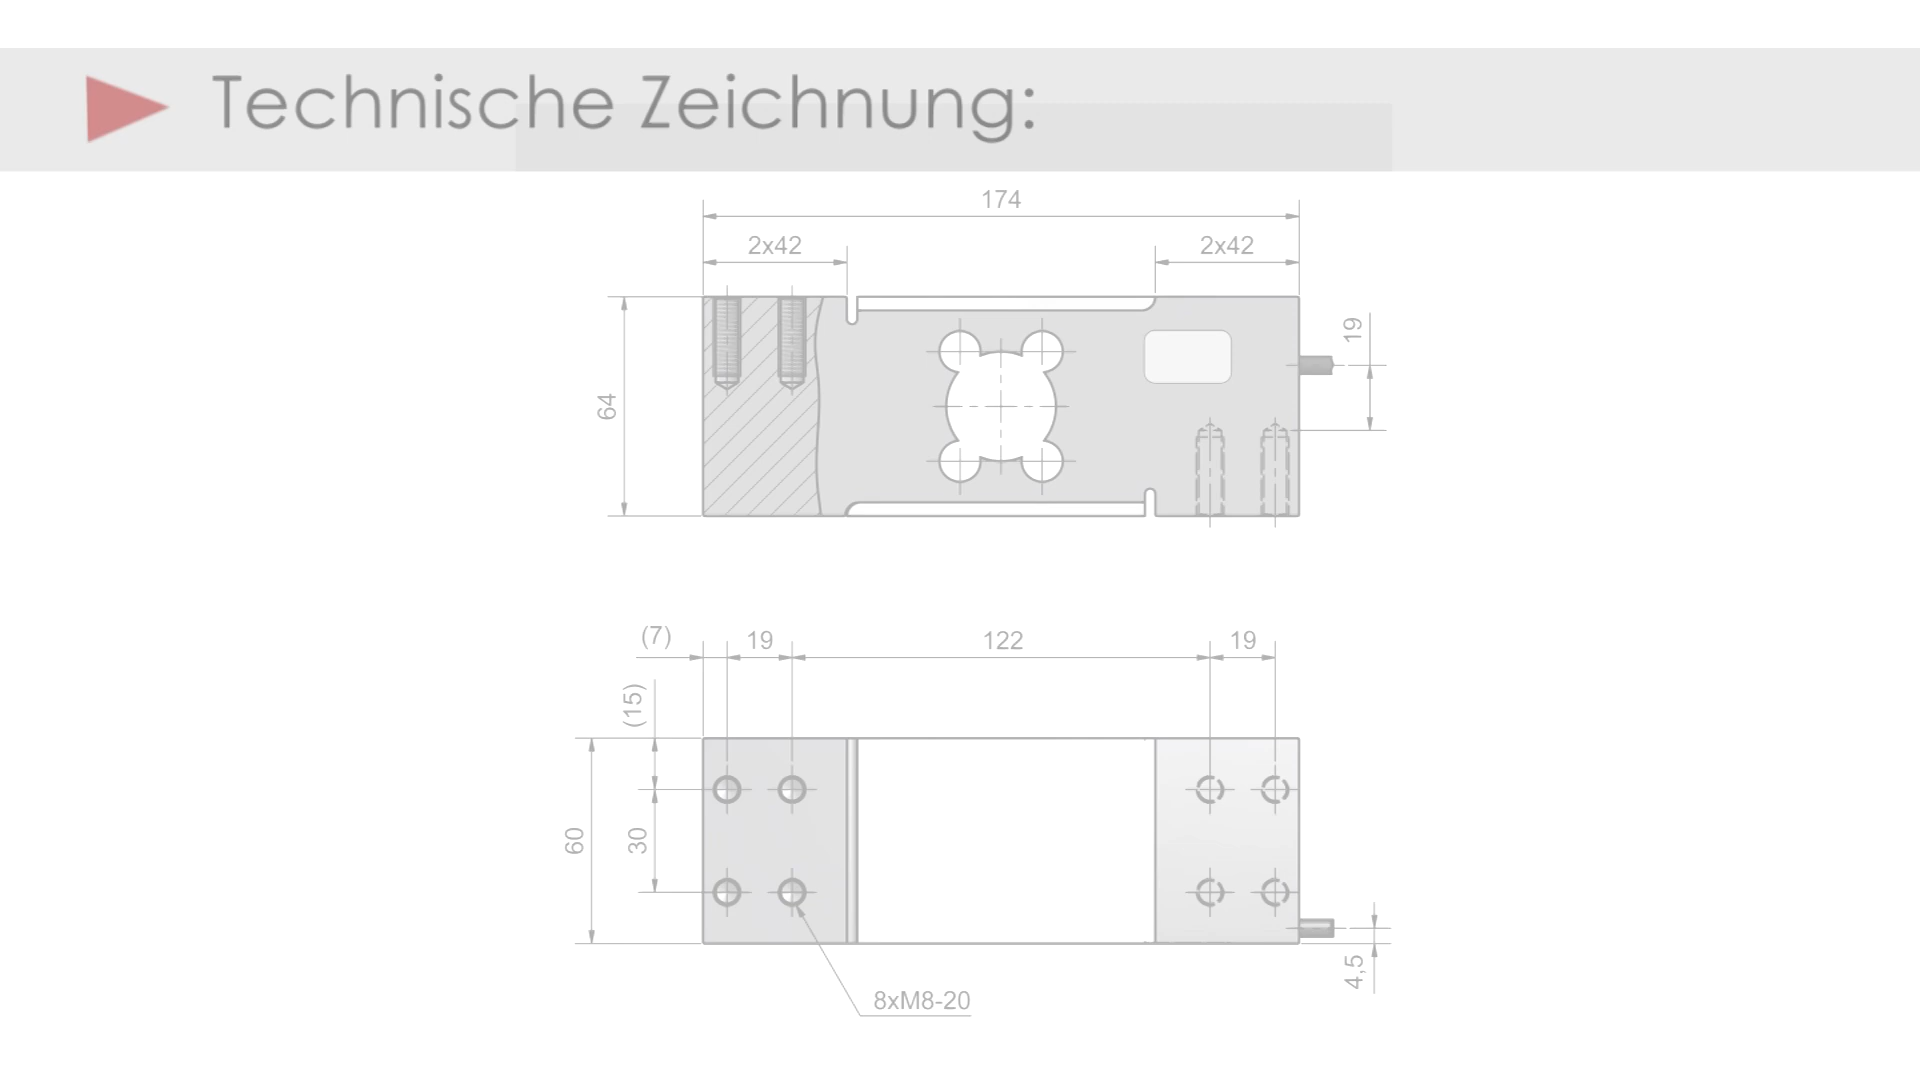 Technische Zeichnung:
174
2x42 2x42
19
64
(7) 19 122 19
(15)
60
30
4,5
8xM8-20